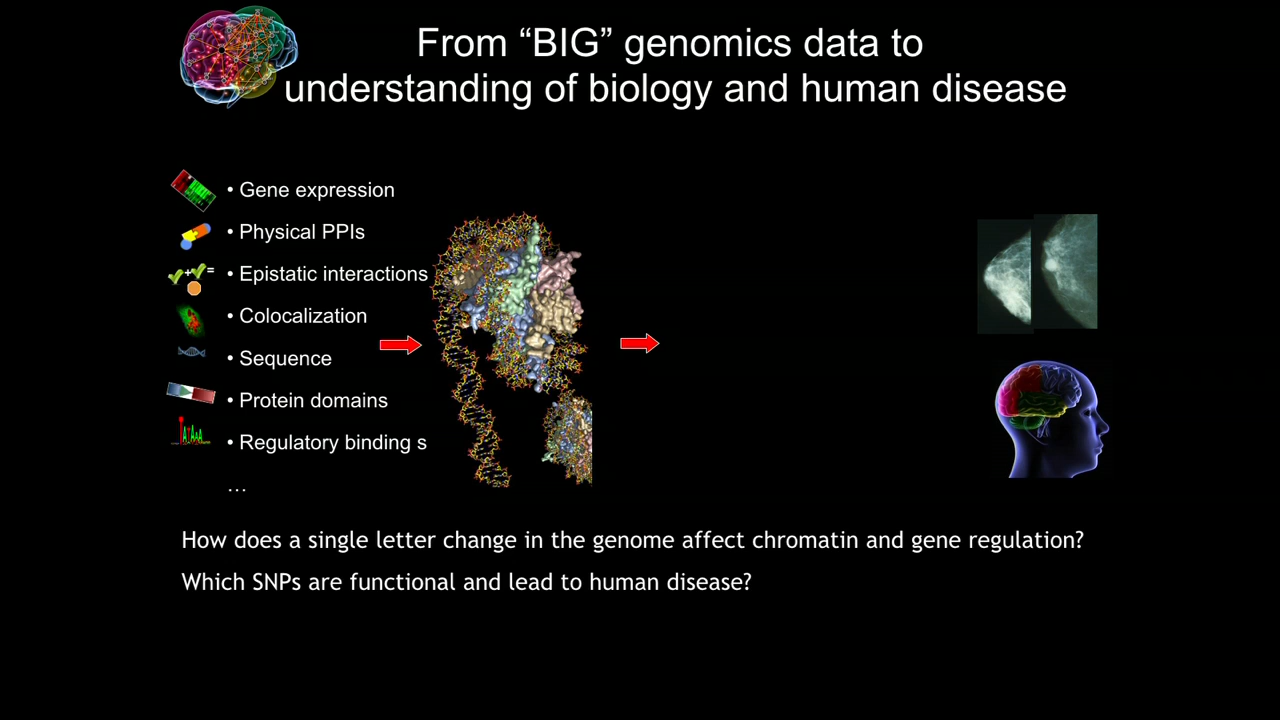 From “BIG” genomics data to
understanding of biology and human disease
• Gene expression
• Physical PPIs
• Epistatic interactions
• Colocalization
• Sequence
• Protein domains
• Regulatory binding s
…
How does a single letter change in the genome affect chromatin and gene regulation?
Which SNPs are functional and lead to human disease?